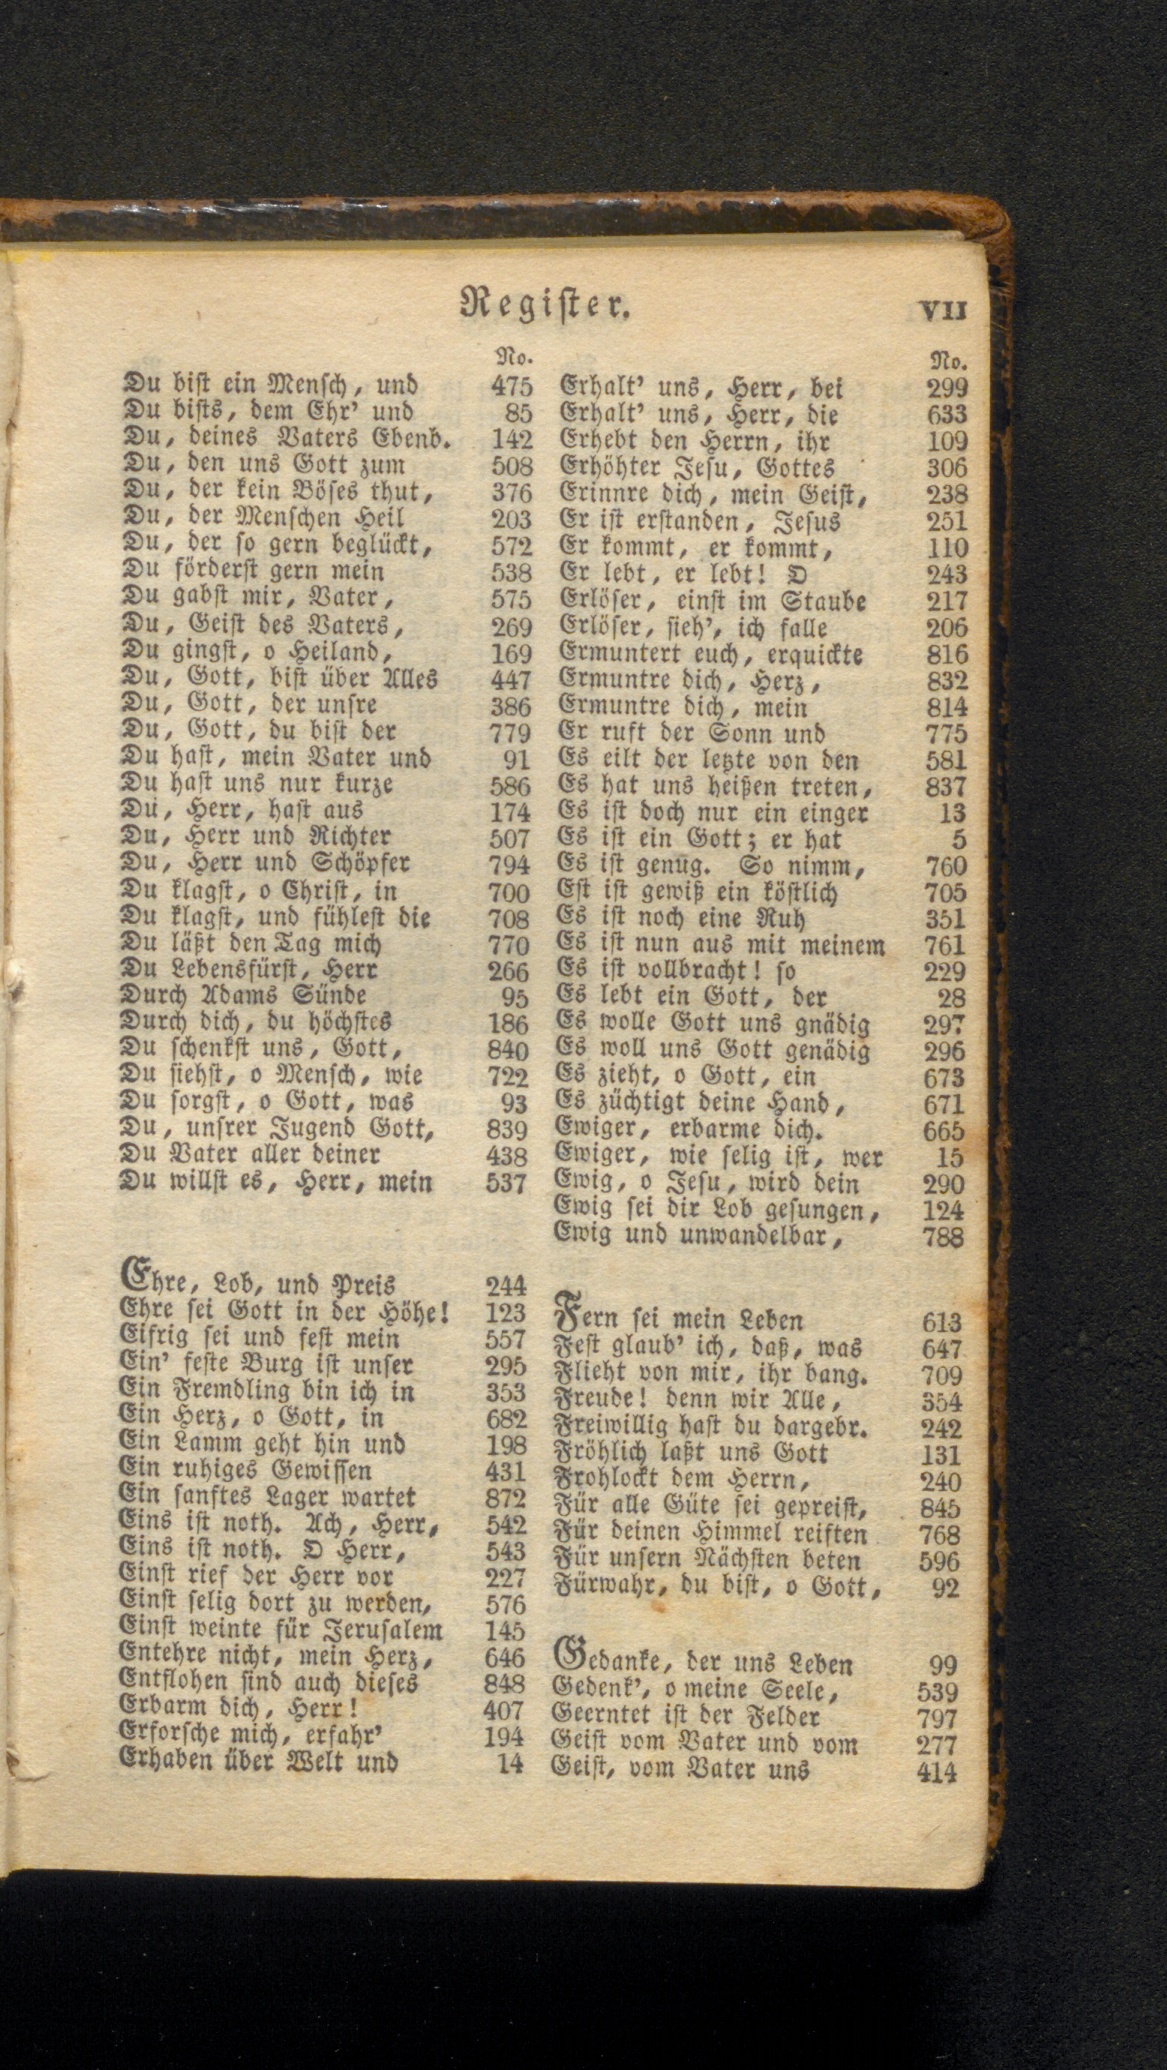 Register.
VII
No.
Du bist ein Mensch, und 475
Du bists, dem Ehr' und 85
Du, deines Vaters Ebenb. 142
Du, den uns Gott zum 508
Du, der kein Böses thut, 376
Du, der Menschen Heil 203
Du, der so gern beglückt, 572
Du förderst gern mein 538
Du gabst mir, Vater, 575
Du, Geist des Vaters, 269
Du gingst, o Heiland, 169
Du, Gott, bist über Alles 447
Du, Gott, der unsre 386
Du, Gott, du bist der 779
Du hast, mein Vater und 91
Du hast uns nur kurze 586
Du, Herr, hast aus 174
Du, Herr und Richter 507
Du, Herr und Schöpfer 794
Du klagst, o Christ, in 700
Du klagst, und fühlest die 708
Du läßt den Tag mich 770
Du Lebensfürst, Herr 266
Durch Adams Sünde 95
Durch dich, du höchstes 186
Du schenkst uns, Gott, 840
Du siehst, o Mensch, wie 722
Du sorgst, o Gott, was 93
Du, unsrer Jugend Gott, 839
Du Vater aller deiner 438
Du willst es, Herr, mein 537
Ehre, Lob, und Preis 244
Ehre sei Gott in der Höhe! 123
Eifrig sei und fest mein 557
Ein' feste Burg ist unser 295
Ein Fremdling bin ich in 353
Ein Herz, o Gott, in 682
Ein Lamm geht hin und 198
Ein ruhiges Gewissen 431
Ein sanftes Lager wartet 872
Eins ist noth. Ach, Herr, 542
Eins ist noth. O Herr, 543
Einst rief der Herr vor 227
Einst selig dort zu werden, 576
Einst weinte für Jerusalem 145
Entehre nicht, mein Herz, 646
Entflohen sind auch dieses 848
Erbarm dich, Herr! 407
Erforsche mich, erfahr' 194
Erhaben über Welt und 14
No.
Erhalt' uns, Herr, bei 299
Erhalt' uns, Herr, die 633
Erhebt den Herrn, ihr 109
Erhöhter Jesu, Gottes 306
Erinnre dich, mein Geist, 238
Er ist erstanden, Jesus 251
Er kommt, er kommt, 110
Er lebt, er lebt! O 243
Erlöser, einst im Staube 217
Erlöser, sieh', ich falle 206
Ermuntert euch, erquickte 816
Ermuntre dich, Herz, 832
Ermuntre dich, mein 814
Er ruft der Sonn und 775
Es eilt der letzte von den 581
Es hat uns heißen treten, 837
Es ist doch nur ein einger 13
Es ist ein Gott; er hat 5
Es ist genug. So nimm, 760
Est ist gewiß ein köstlich 705
Es ist noch eine Ruh 351
Es ist nun aus mit meinem 761
Es ist vollbracht! so 229
Es lebt ein Gott, der 28
Es wolle Gott uns gnädig 297
Es woll uns Gott genädig 296
Es zieht, o Gott, ein 673
Es züchtigt deine Hand, 671
Ewiger, erbarme dich. 665
Ewiger, wie selig ist, wer 15
Ewig, o Jesu, wird dein 290
Ewig sei dir Lob gesungen, 124
Ewig und unwandelbar, 788
Fern sei mein Leben 613
Fest glaub' ich, daß, was 647
Flieht von mir, ihr bang. 709
Freude! denn wir Alle, 354
Freiwillig hast du dargebr. 242
Fröhlich laßt uns Gott 131
Frohlockt dem Herrn, 240
Für alle Güte sei gepreist, 845
Für deinen Himmel reiften 768
Für unsern Nächsten beten 596
Fürwahr, du bist, o Gott, 92
Gedanke, der uns Leben 99
Gedenk', o meine Seele, 539
Geerntet ist der Felder 797
Geist vom Vater und vom 277
Geist, vom Vater uns 414